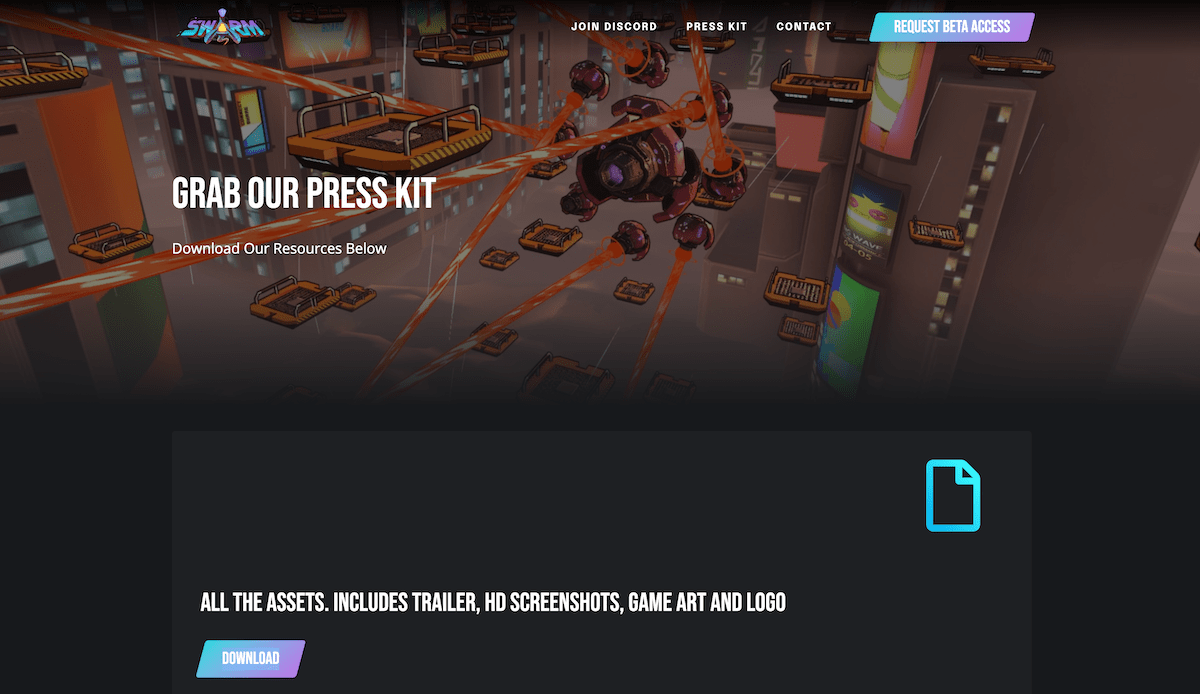 SWARM
JOIN DISCORD
PRESS KIT
CONTACT
REQUEST BETA ACCESS
GRAB OUR PRESS KIT
Download Our Resources Below
ALL THE ASSETS. INCLUDES TRAILER, HD SCREENSHOTS, GAME ART AND LOGO
DOWNLOAD